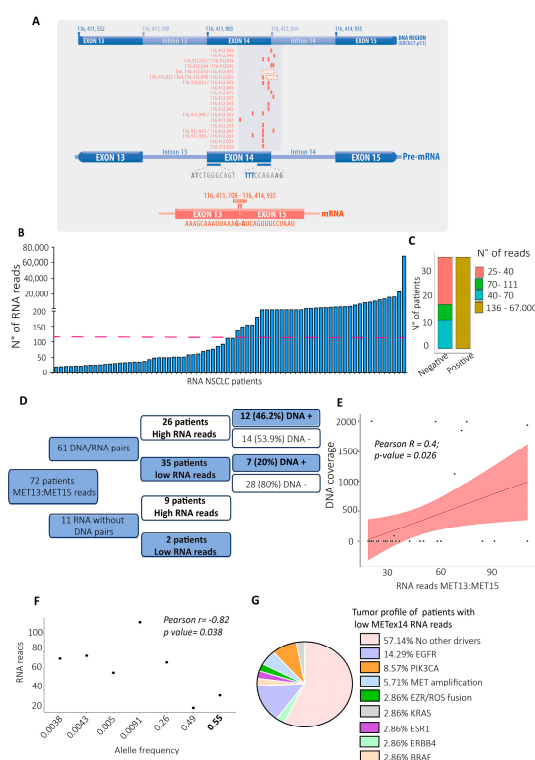 A
116, 411, 552
116, 411, 709
116, 411, 903
116, 412, 044
116, 414, 935
DNA REGION
(GRCh37.p13)
EXON 13
Intron 13
EXON 14
Intron 14
EXON 15
EXON 13
Intron 13
EXON 14
Intron 14
EXON 15
Pre-mRNA
ATCTGGGCAGT
TTTCCAGAAAG
116, 411, 708 - 116, 414, 935
FUSION
EXON 13
EXON 15
mRNA
AAAGCAAAUUAAAG-AUCAGUUUCCUAAU
B
N° of RNA reads
80,000
60,000
40,000
20,000
200
150
100
50
0
RNA NSCLC patients
C
N° of reads
N° of patients
30
20
10
0
Negative
Positive
25- 40
70- 111
40- 70
136 - 67.000
D
72 patients
MET13:MET15 reads
61 DNA/RNA pairs
11 RNA without
DNA pairs
26 patients
High RNA reads
35 patients
low RNA reads
9 patients
High RNA reads
2 patients
Low RNA reads
12 (46.2%) DNA +
14 (53.9%) DNA -
7 (20%) DNA +
28 (80%) DNA -
E
DNA coverage
2000
1500
1000
500
0
Pearson R = 0.4;
p-value = 0.026
30
60
90
RNA reads MET13:MET15
F
RNA reads
100
80
60
40
20
Pearson r= -0.82
p value= 0.038
0.0038
0.0043
0.005
0.0091
0.26
0.49
0.55
Alelle frequency
G
Tumor profile of patients with
low METex14 RNA reads
57.14% No other drivers
14.29% EGFR
8.57% PIK3CA
5.71% MET amplification
2.86% EZR/ROS fusion
2.86% KRAS
2.86% ESR1
2.86% ERBB4
2.86% BRAF